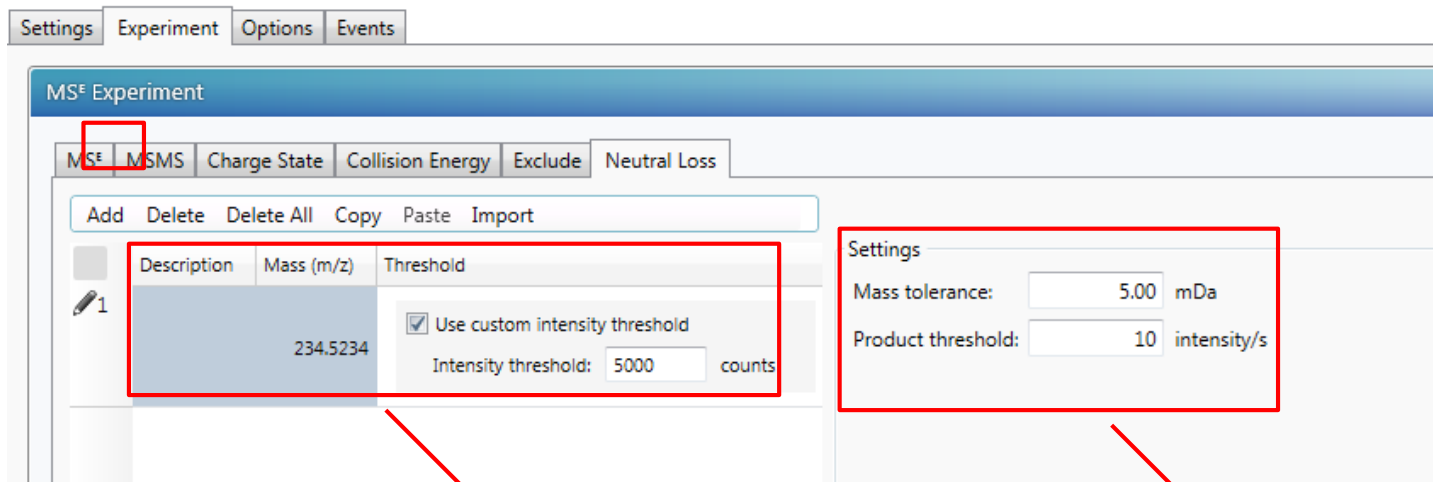 Settings Experiment Options Events
MSᴱ Experiment
MSᴱ MSMS Charge State Collision Energy Exclude Neutral Loss
Add Delete Delete All Copy Paste Import
Description Mass (m/z) Threshold
1
234.5234
Use custom intensity threshold
Intensity threshold: 5000 counts
Settings
Mass tolerance: 5.00 mDa
Product threshold: 10 intensity/s